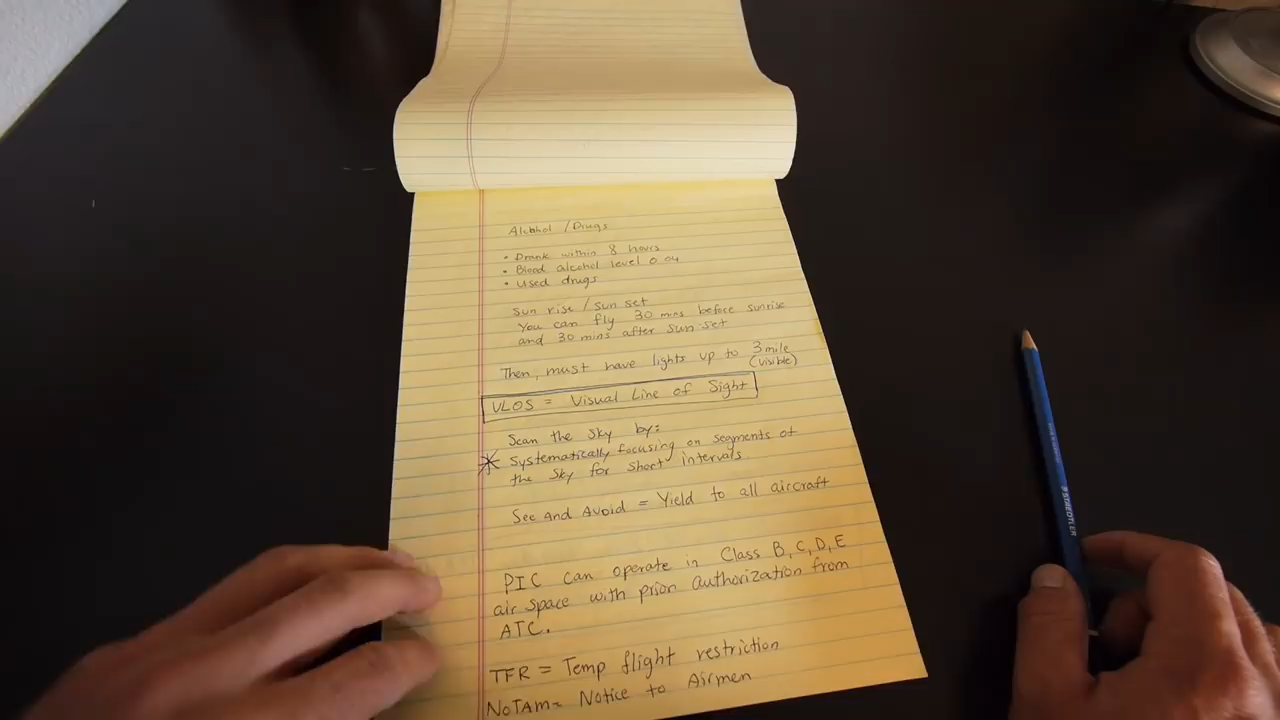 Alcohol /Drugs
• Drank within 8 hours
• Blood alcohol level 0.04
• Used drugs
Sun rise / Sun set
You can fly 30 mins before sunrise
and 30 mins after Sun set
Then, must have lights up to 3 mile
(visible)
VLOS = Visual Line of Sight
Scan the sky by:
* Systematically focusing on segments of
the sky for short intervals.
See And Avoid = Yield to all aircraft
PIC can operate in Class B, C, D, E
air space with prior authorization from
ATC.
TFR = Temp flight restriction
NoTAM= Notice to Airmen
STAEDTLER